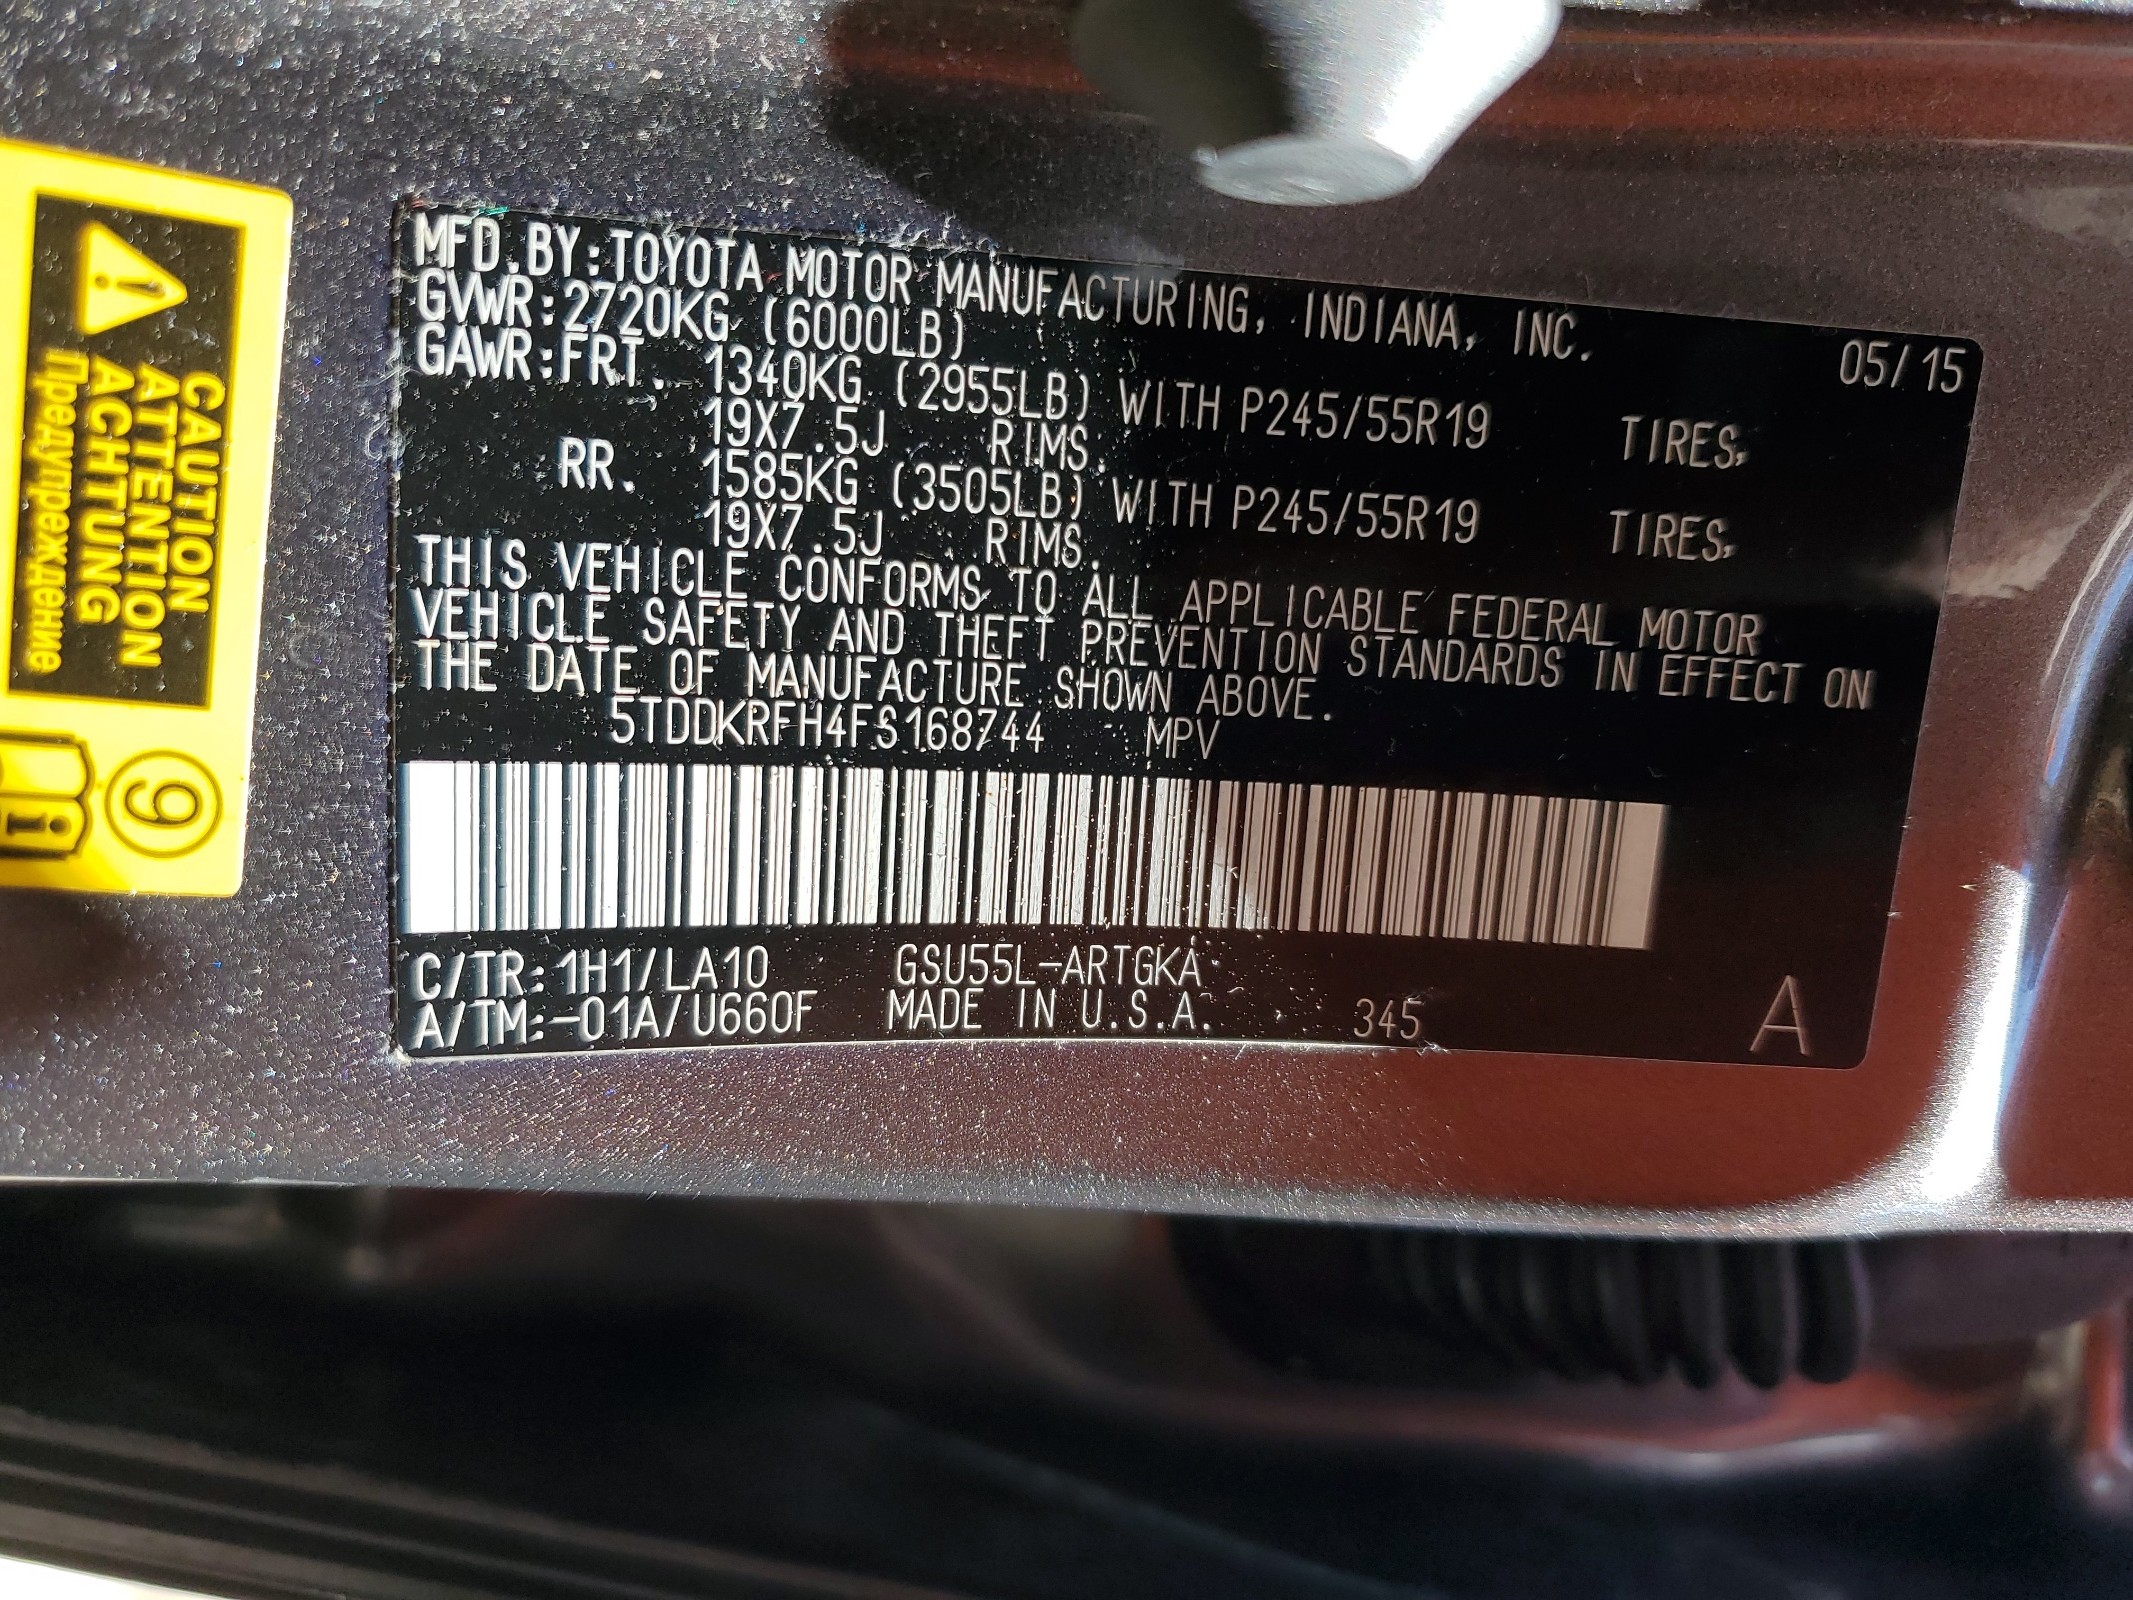 MFD.BY:TOYOTA MOTOR MANUFACTURING, INDIANA, INC. 05/15
GVWR:2720KG (6000LB)
GAWR:FRT. 1340KG (2955LB) WITH P245/55R19 TIRES,
19X7.5J RIMS.
RR. 1585KG (3505LB) WITH P245/55R19 TIRES,
19X7.5J RIMS.
THIS VEHICLE CONFORMS TO ALL APPLICABLE FEDERAL MOTOR
VEHICLE SAFETY AND THEFT PREVENTION STANDARDS IN EFFECT ON
THE DATE OF MANUFACTURE SHOWN ABOVE.
5TDDKRFH4FS168744 MPV
C/TR:1H1/LA10 GSU55L-ARTGKA
A/TM:-01A/U660F MADE IN U.S.A. 345 A
CAUTION
ATTENTION
ACHTUNG
Предупреждение
9
i